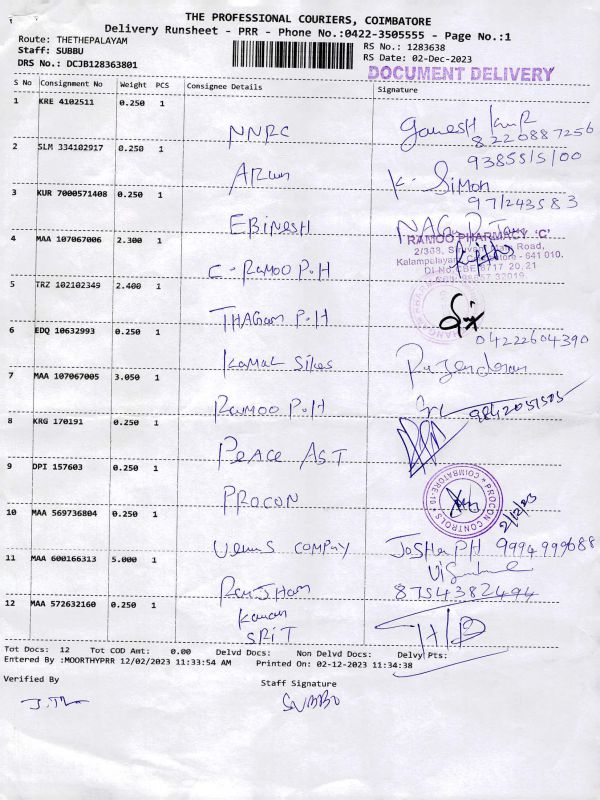 THE PROFESSIONAL COURIERS, COIMBATORE
Delivery Runsheet - PRR - Phone No.:0422-3505555 - Page No.:1
Route: THETHEPALAYAM
RS No.: 1283638
Staff: SUBBU
RS Date: 02-Dec-2023
DRS No.: DCJB128363801
DOCUMENT DELIVERY
S No Consignment No Weight PCS Consignee Details Signature
1 KRE 4102511 0.250 1
NNRC Ganesh Kumar
8220887256
2 SLM 334102917 0.250 1
9385515100
Arun K. Simon
3 KUR 7000571408 0.250 1
971243583
EBINESH
RAMOO PHARMACY 'C'
4 MAA 107067006 2.300 1
C-RAMOO P.H
5 TRZ 102102349 2.400 1
THAGAM P.H
6 EDQ 10632993 0.250 1
04222604390
Kamal Silks Rajendran
7 MAA 107067005 3.050 1
Ramoo P.H
8 KRG 170191 0.250 1
PEACE AST
9 DPI 157603 0.250 1
PROCON
PROCON CONTROLS
2/12/23
10 MAA 569736804 0.250 1
Venus COMPAY
11 MAA 600166313 5.000 1
8754382494
12 MAA 572632160 0.250 1
SRIT
Tot Docs: 12 Tot COD Amt: 0.00 Delvd Docs: Non Delvd Docs: Delvy Pts:
Entered By :MOORTHYPRR 12/02/2023 11:33:54 AM Printed On: 02-12-2023 11:34:38
Verified By Staff Signature
SUBBU